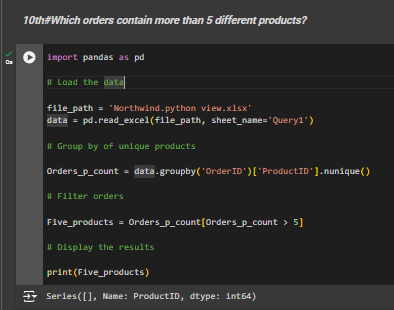 10th#Which orders contain more than 5 different products?
0s
import pandas as pd
# Load the data
file_path = 'Northwind.python view.xlsx'
data = pd.read_excel(file_path, sheet_name='Query1')
# Group by of unique products
Orders_p_count = data.groupby('OrderID')['ProductID'].nunique()
# Filter orders
Five_products = Orders_p_count[Orders_p_count > 5]
# Display the results
print(Five_products)
Series([], Name: ProductID, dtype: int64)